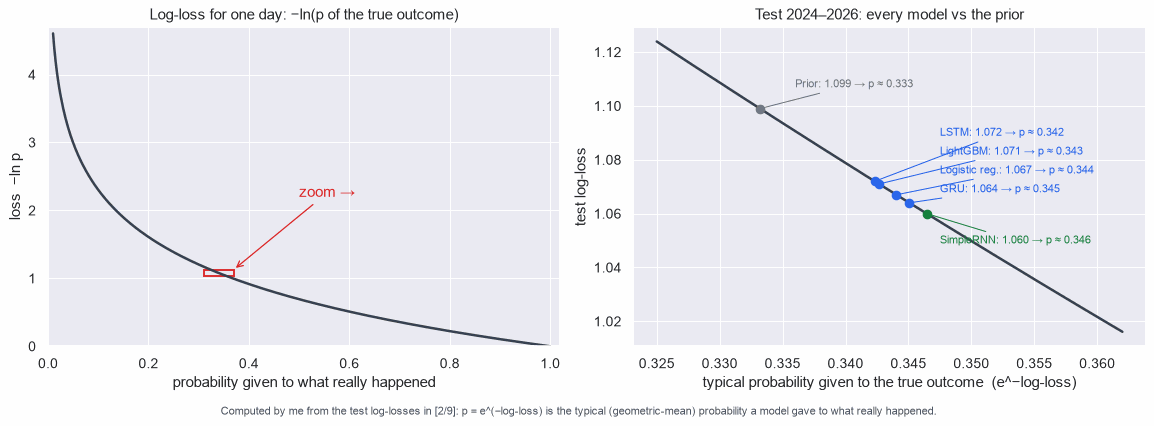 Log-loss for one day: −ln(p of the true outcome)
loss −ln p
4
3
2
1
0
zoom →
0.0 0.2 0.4 0.6 0.8 1.0
probability given to what really happened
Test 2024–2026: every model vs the prior
test log-loss
1.12
1.10
1.08
1.06
1.04
1.02
Prior: 1.099 → p ≈ 0.333
LSTM: 1.072 → p ≈ 0.342
LightGBM: 1.071 → p ≈ 0.343
Logistic reg.: 1.067 → p ≈ 0.344
GRU: 1.064 → p ≈ 0.345
SimpleRNN: 1.060 → p ≈ 0.346
0.325 0.330 0.335 0.340 0.345 0.350 0.355 0.360
typical probability given to the true outcome (e^−log-loss)
Computed by me from the test log-losses in [2/9]: p = e^(−log-loss) is the typical (geometric-mean) probability a model gave to what really happened.